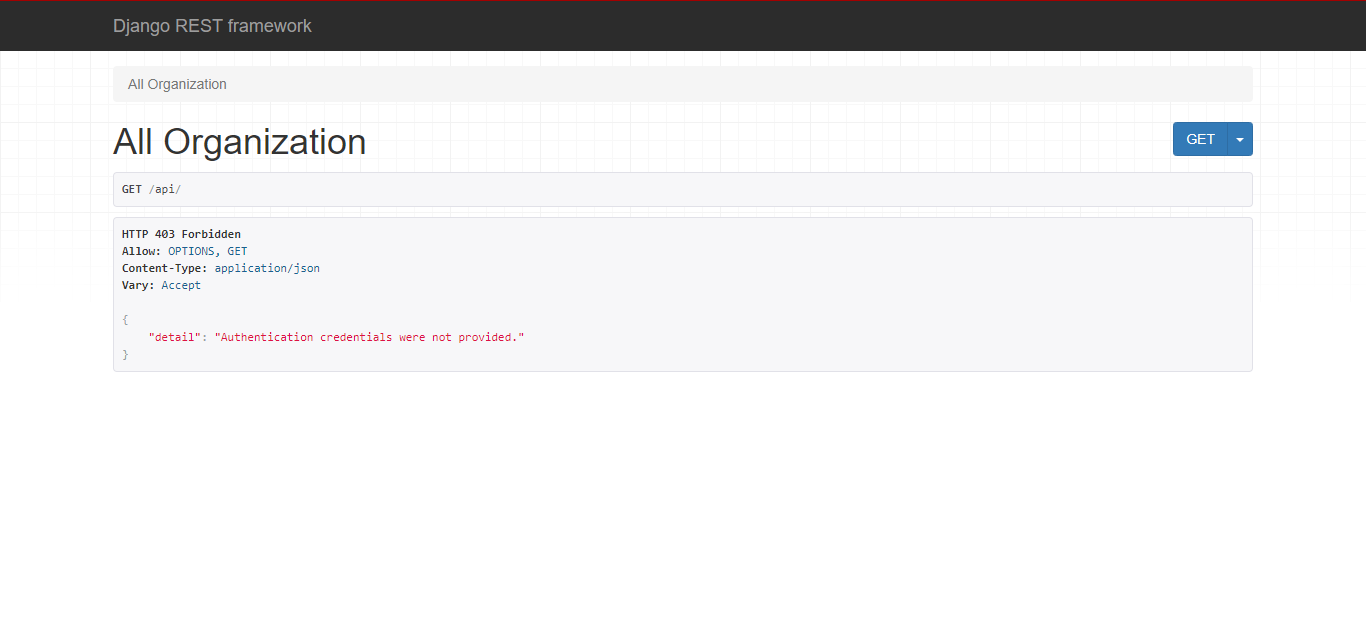 Django REST framework
All Organization
All Organization
GET
GET /api/
HTTP 403 Forbidden
Allow: OPTIONS, GET
Content-Type: application/json
Vary: Accept
{
"detail": "Authentication credentials were not provided."
}